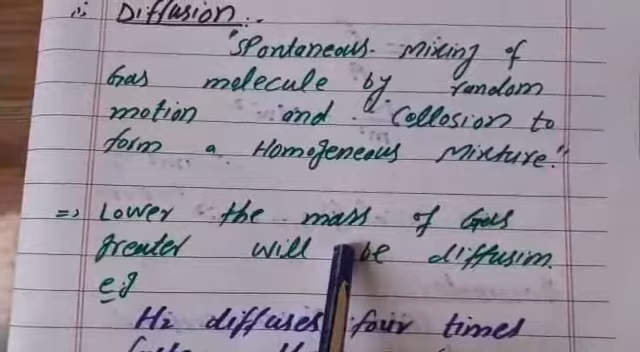 Diffusion :-
"Spontaneous mixing of
Gas molecule by random
motion and Collosion to
form a Homogeneous Mixture."
=> Lower the mass of Gas
greater will be diffusion.
e.g
H2 diffuses four times